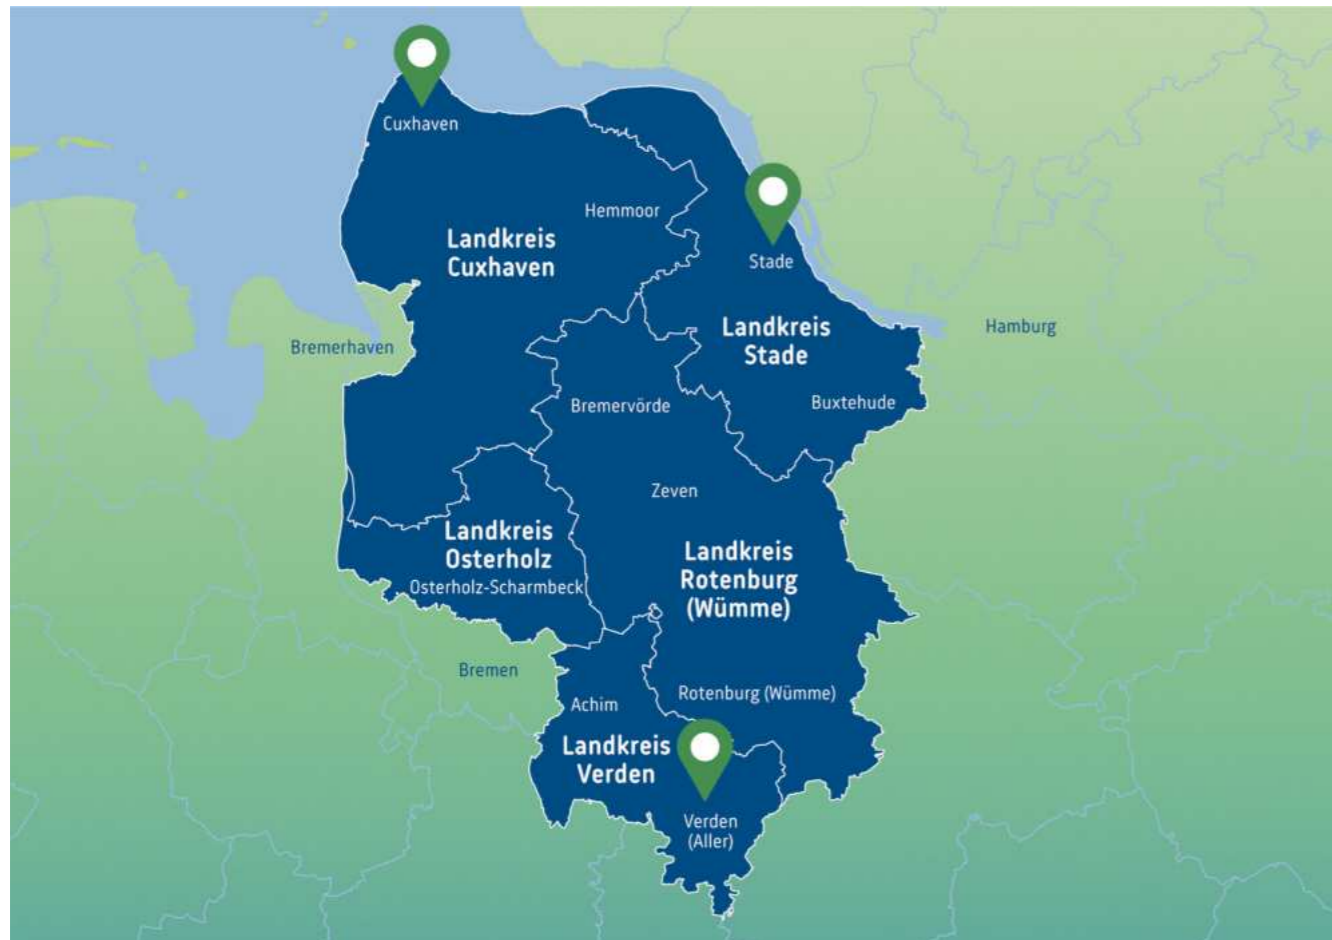 Cuxhaven
Hemmoor
Landkreis
Cuxhaven
Stade
Landkreis
Stade
Hamburg
Bremerhaven
Bremervörde
Buxtehude
Zeven
Landkreis
Osterholz
Osterholz-Scharmbeck
Landkreis
Rotenburg
(Wümme)
Bremen
Rotenburg (Wümme)
Achim
Landkreis
Verden
Verden
(Aller)